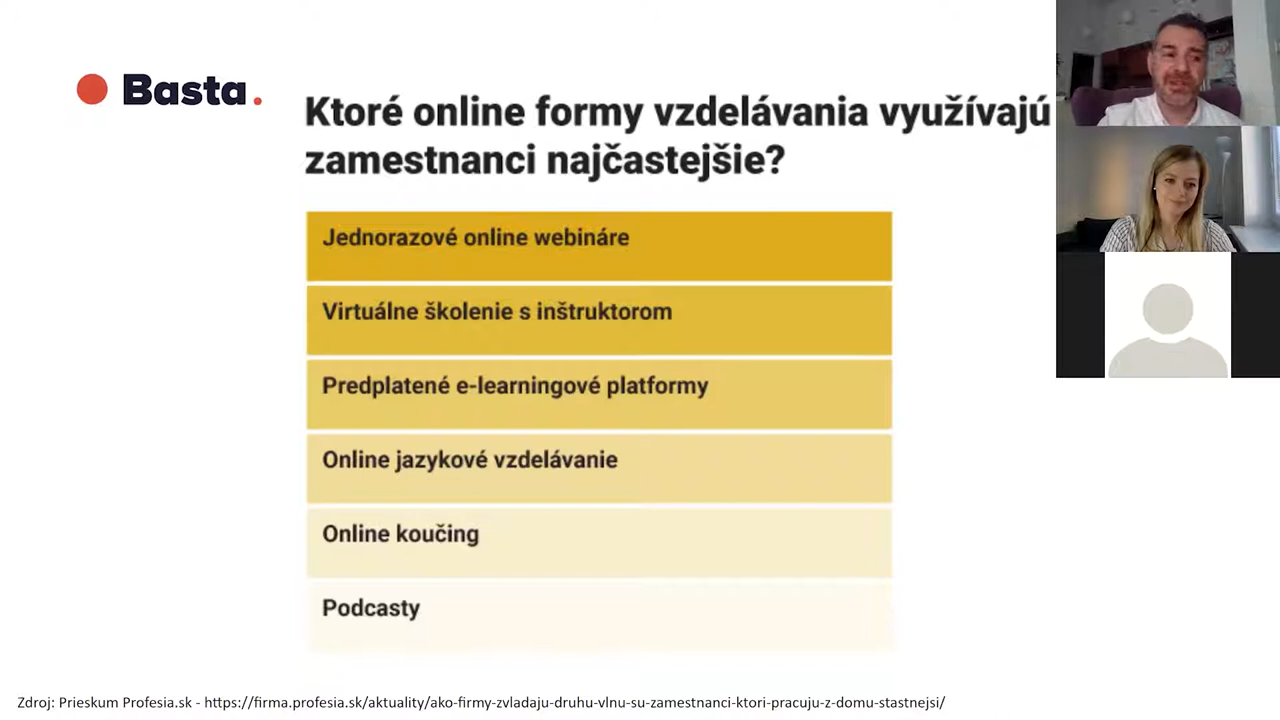 Basta.
Ktoré online formy vzdelávania využívajú
zamestnanci najčastejšie?
Jednorazové online webináre
Virtuálne školenie s inštruktorom
Predplatené e-learningové platformy
Online jazykové vzdelávanie
Online koučing
Podcasty
Zdroj: Prieskum Profesia.sk - https://firma.profesia.sk/aktuality/ako-firmy-zvladaju-druhu-vlnu-su-zamestnanci-ktori-pracuju-z-domu-stastnejsi/